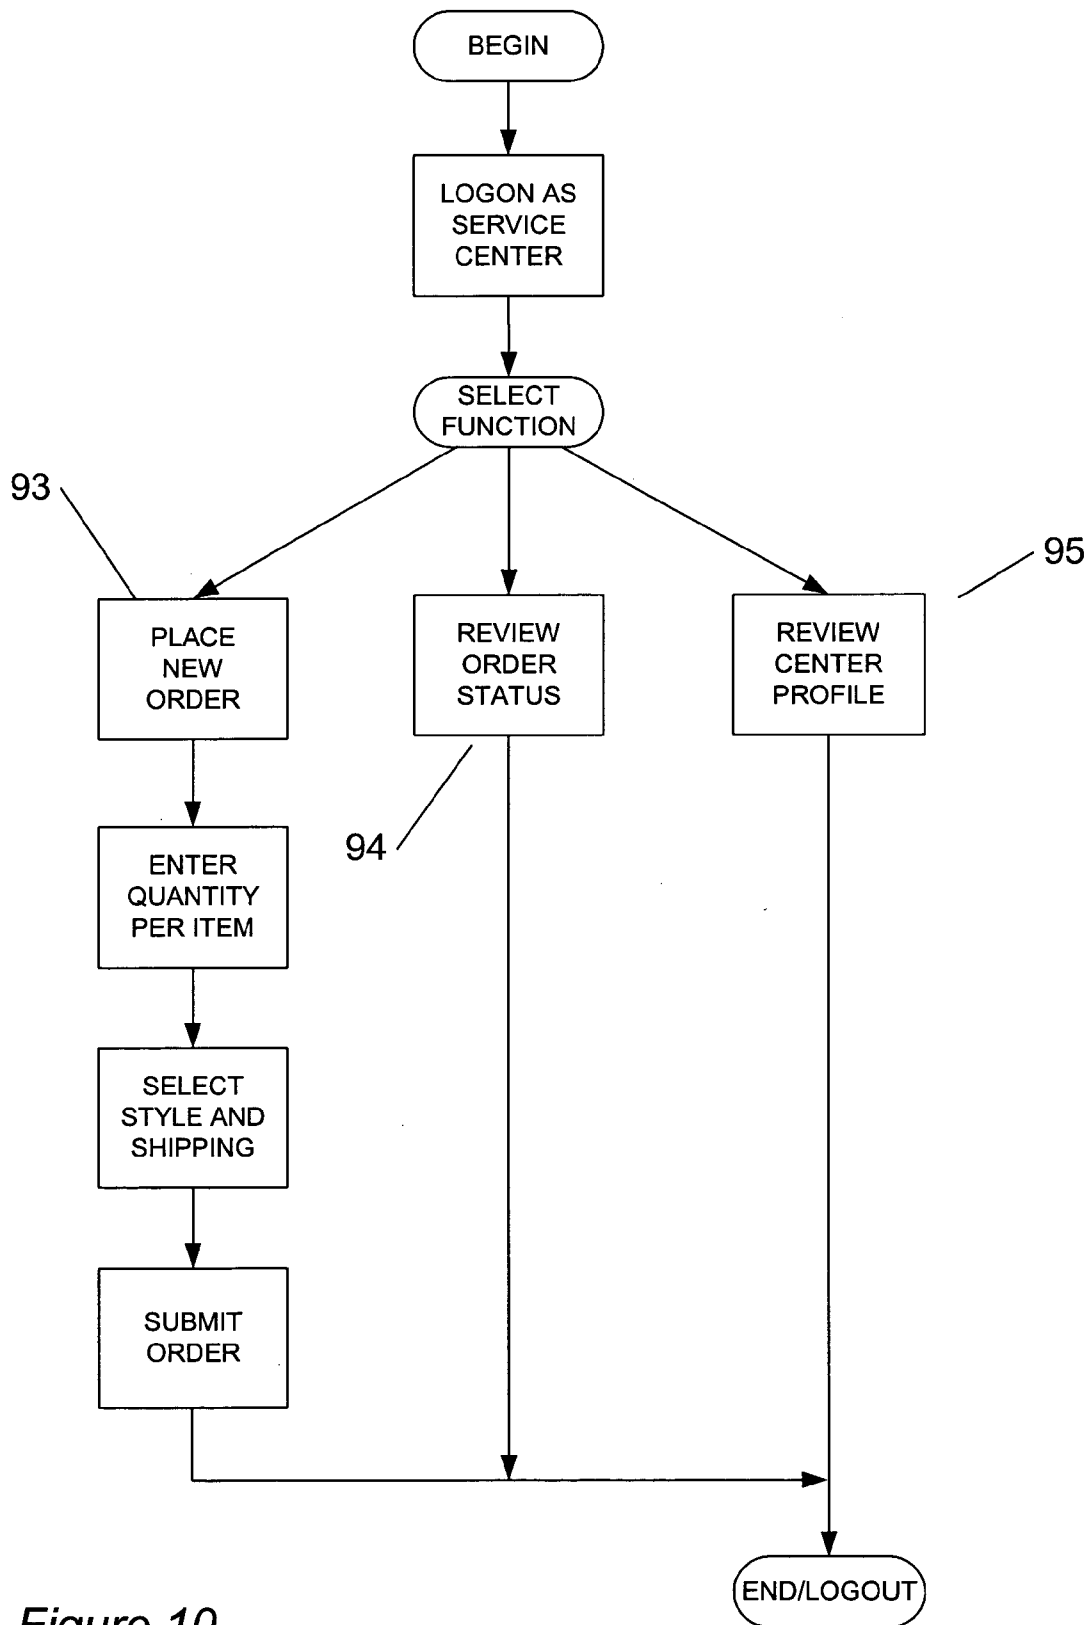 BEGIN
LOGON AS
SERVICE
CENTER
SELECT
FUNCTION
93
95
PLACE
NEW
ORDER
REVIEW
ORDER
STATUS
REVIEW
CENTER
PROFILE
94
ENTER
QUANTITY
PER ITEM
SELECT
STYLE AND
SHIPPING
SUBMIT
ORDER
END/LOGOUT
Figure 10